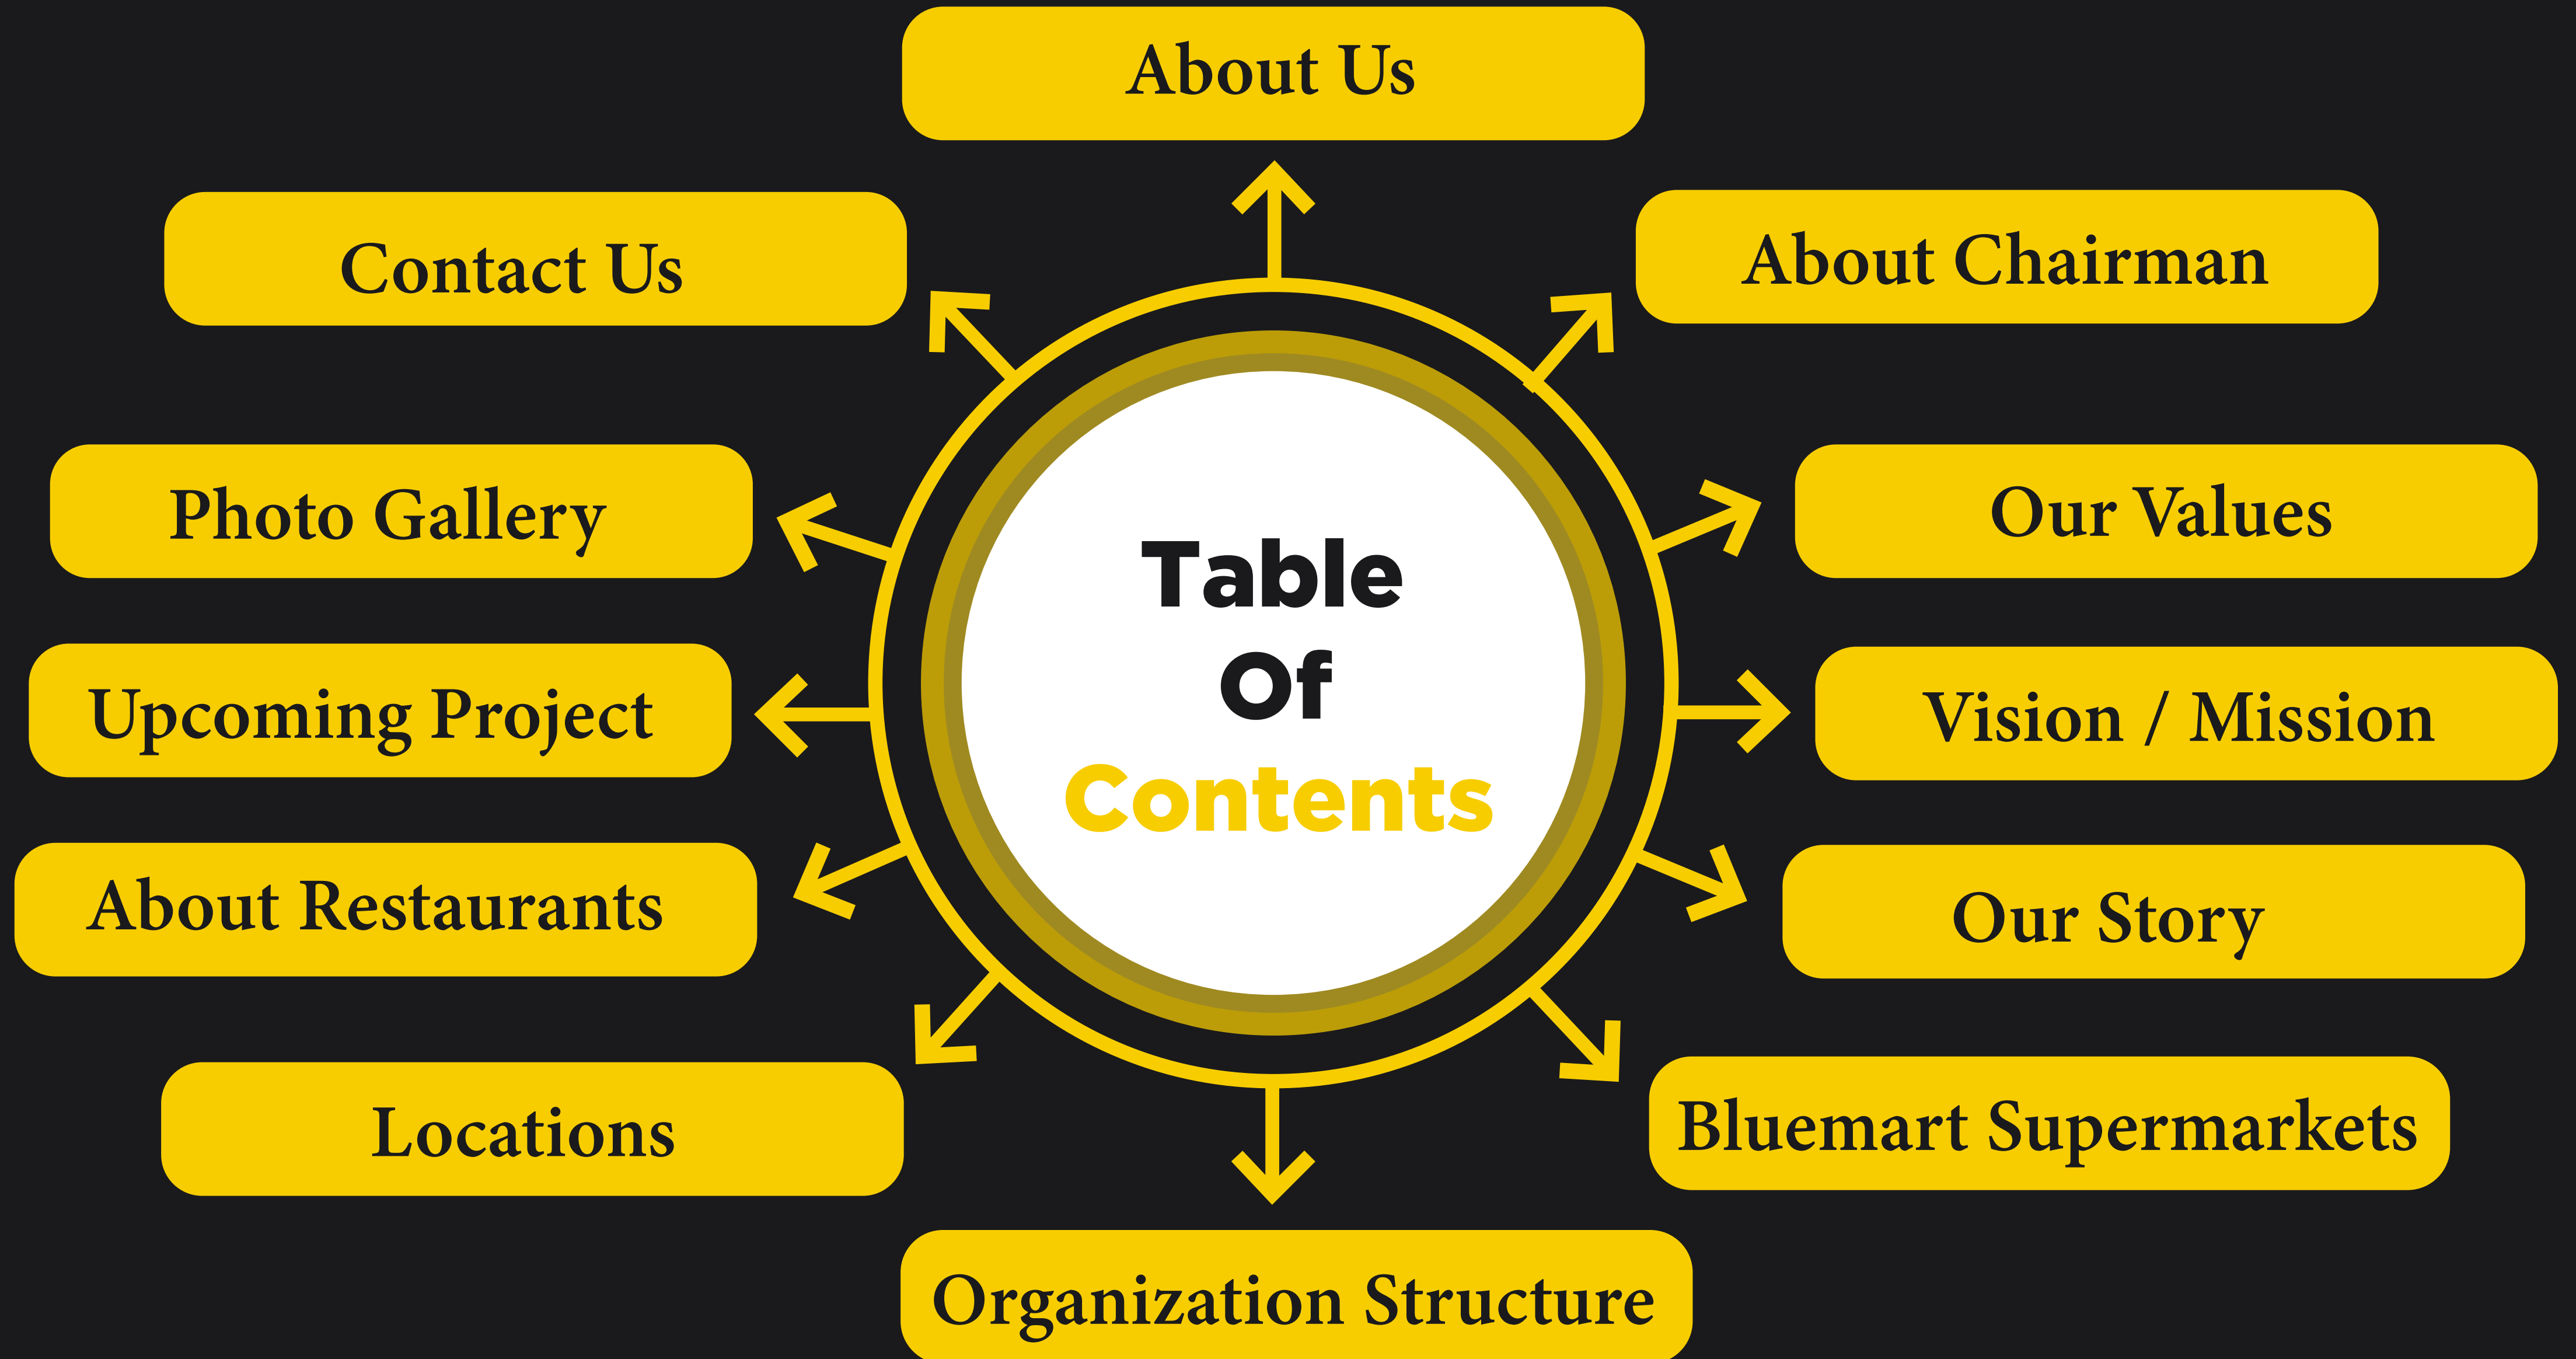 About Us
Contact Us
About Chairman
Photo Gallery
Our Values
Table
Of
Contents
Upcoming Project
Vision / Mission
About Restaurants
Our Story
Locations
Bluemart Supermarkets
Organization Structure